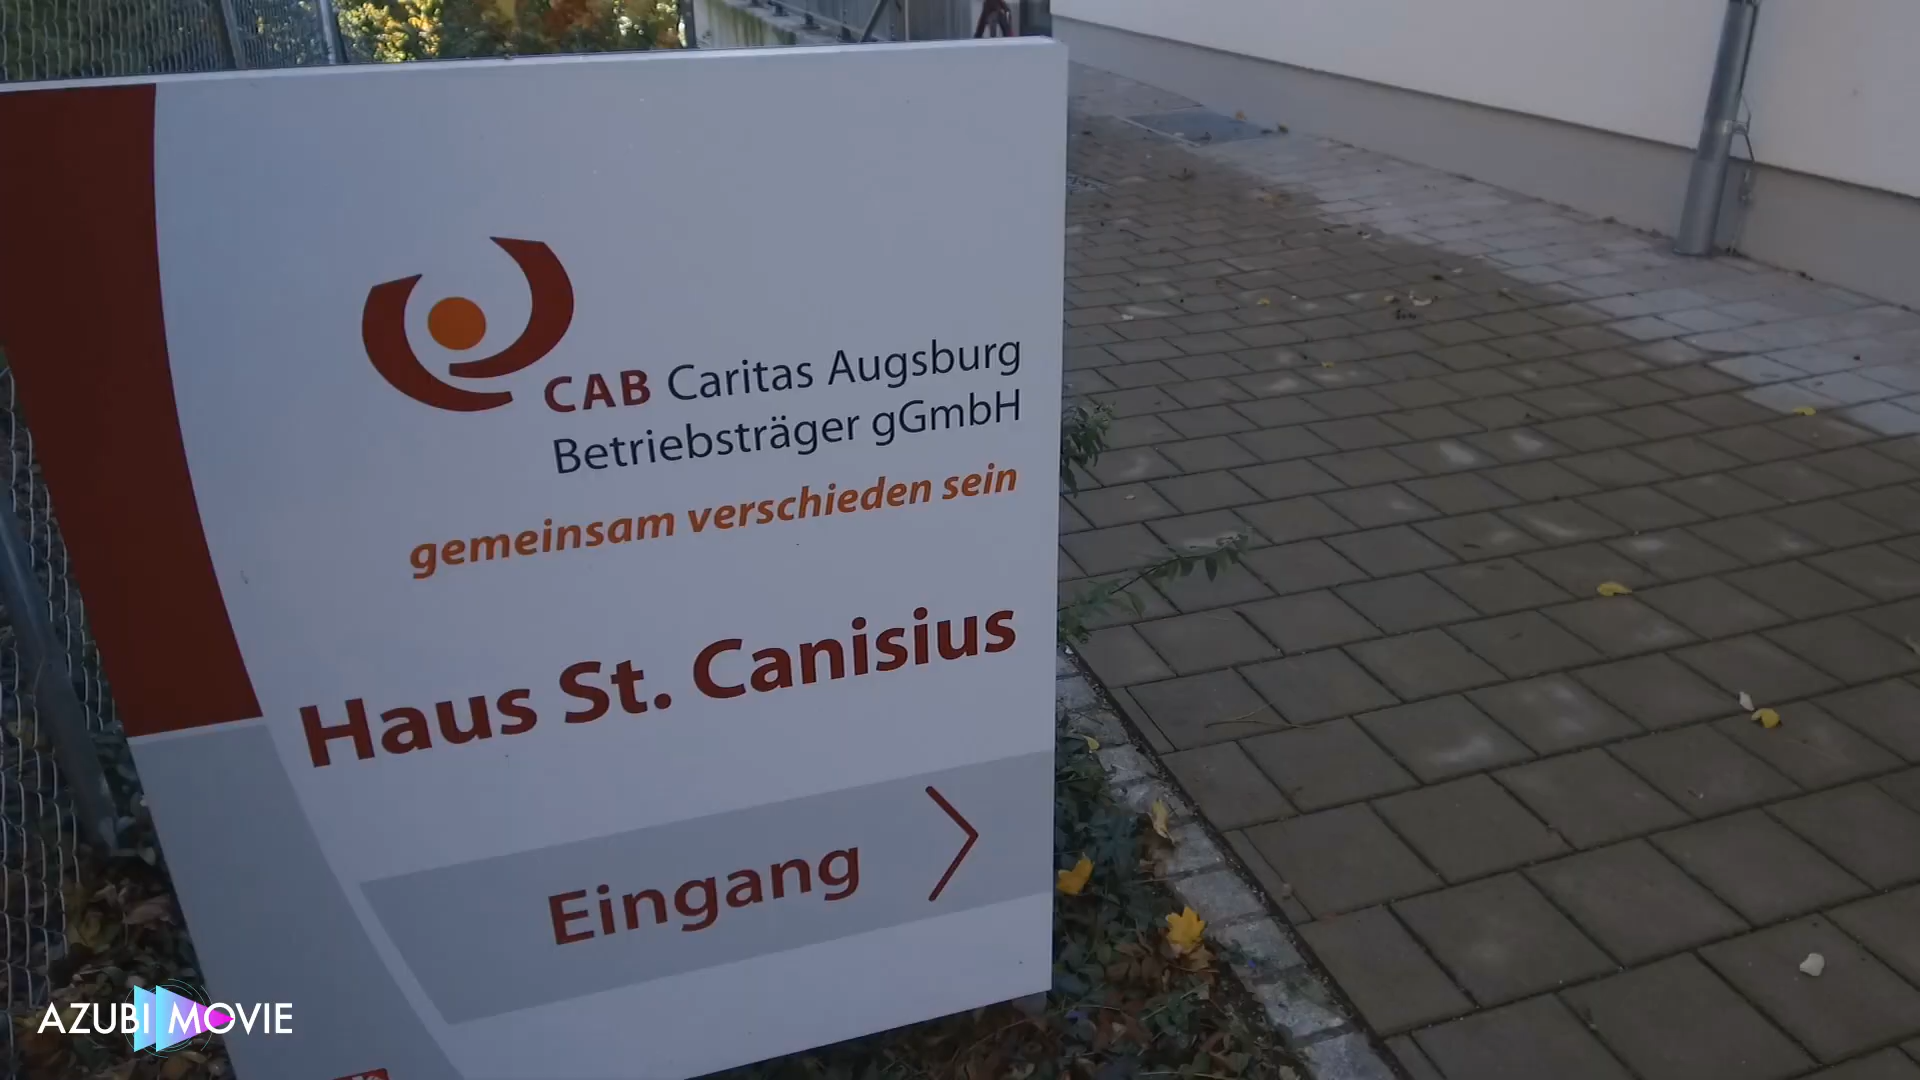 CAB Caritas Augsburg
Betriebsträger gGmbH
gemeinsam verschieden sein
Haus St. Canisius
Eingang
AZUBI MOVIE